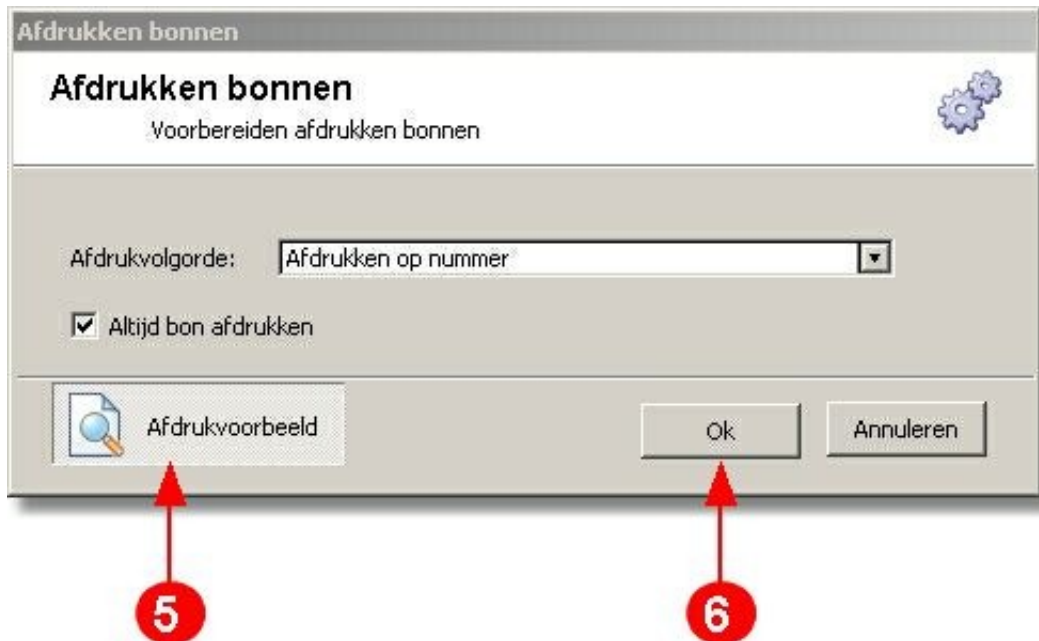 Afdrukken bonnen
Afdrukken bonnen
Voorbereiden afdrukken bonnen
Afdrukvolgorde: Afdrukken op nummer
Altijd bon afdrukken
Afdrukvoorbeeld Ok Annuleren
5 6